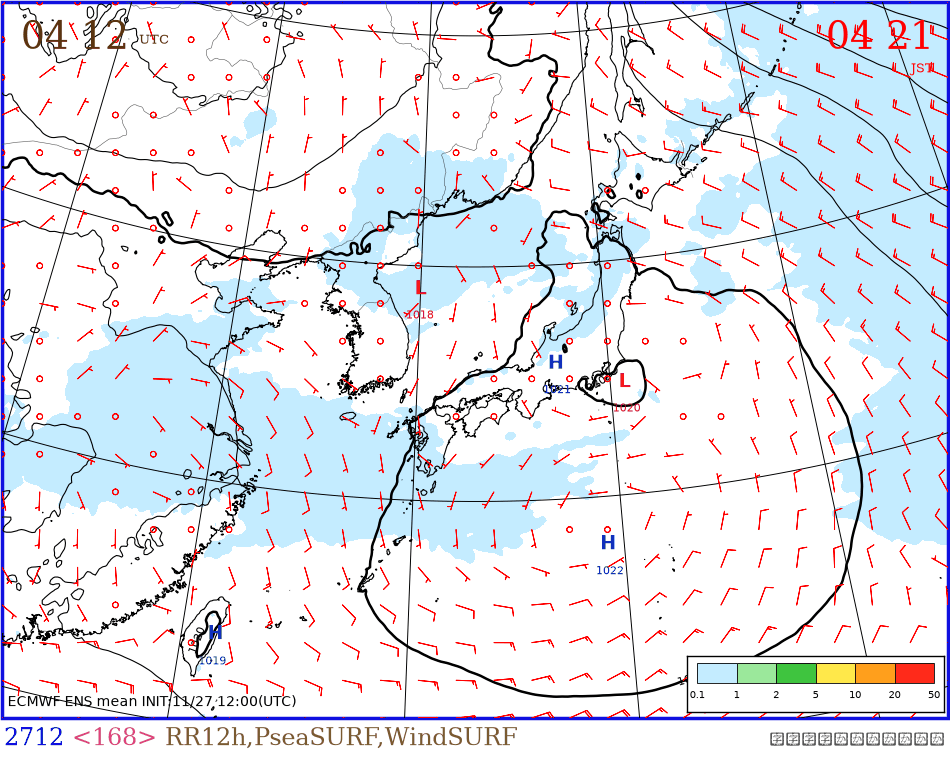 04 12 UTC
04 21
JST
L
1018
H
1021
L
1020
H
1022
H
1019
1020
0.1 1 2 5 10 20 50
ECMWF ENS mean INIT:11/27 12:00(UTC)
2712 <168> RR12h,PseaSURF,WindSURF